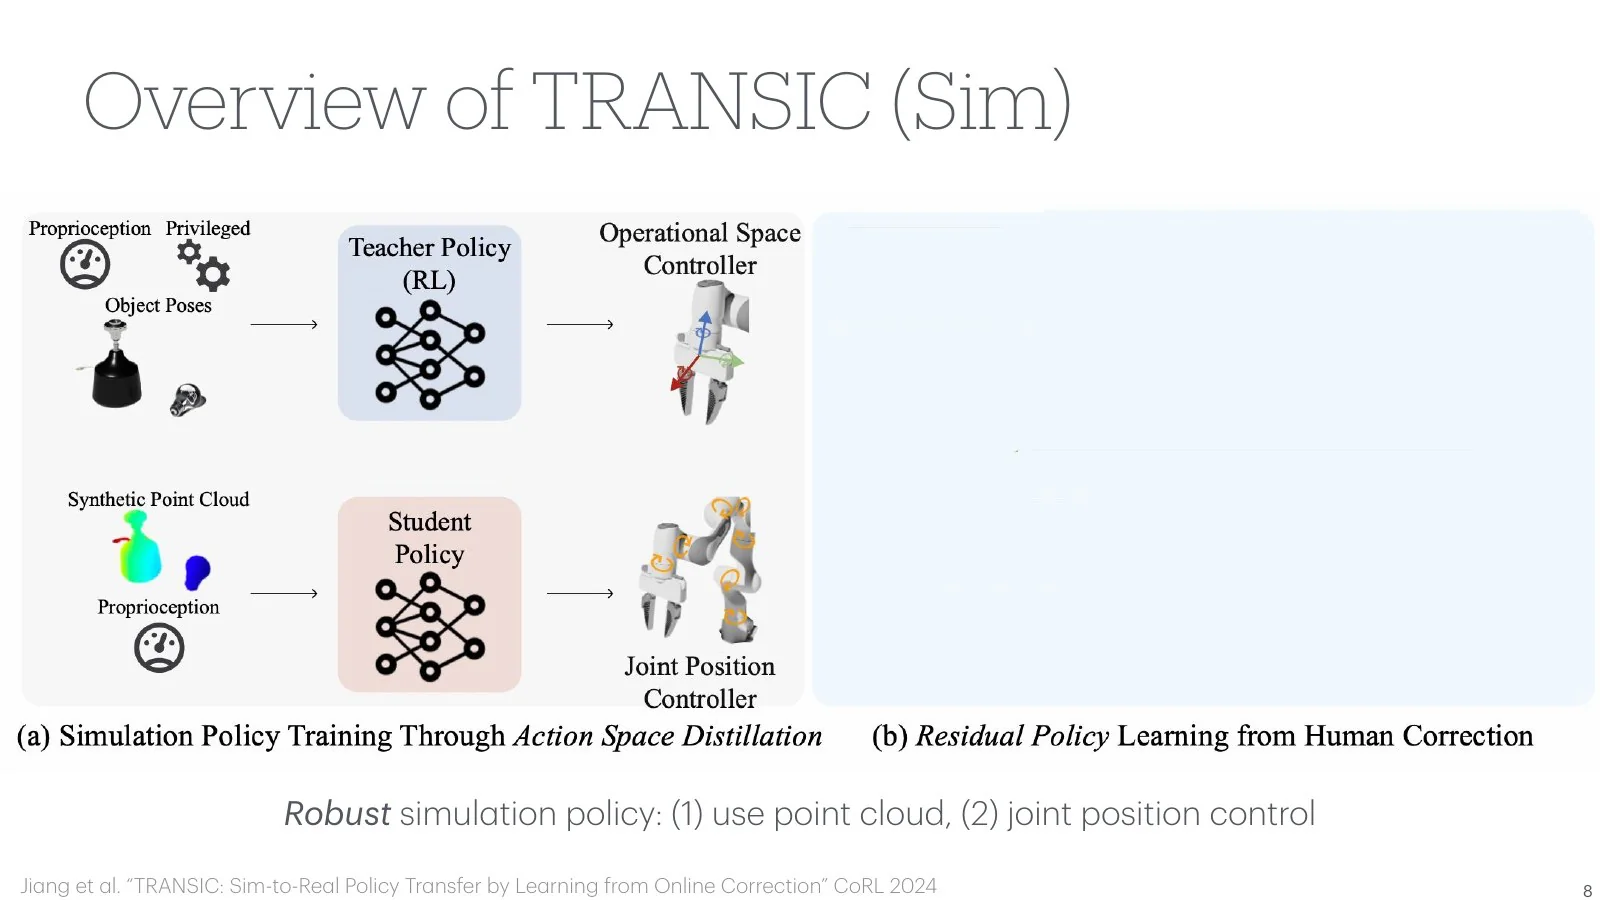 Overview of TRANSIC (Sim)
Proprioception Privileged
Object Poses
Teacher Policy
(RL)
Operational Space
Controller
Synthetic Point Cloud
Proprioception
Student
Policy
Joint Position
Controller
(a) Simulation Policy Training Through Action Space Distillation
(b) Residual Policy Learning from Human Correction
Robust simulation policy: (1) use point cloud, (2) joint position control
Jiang et al. “TRANSIC: Sim-to-Real Policy Transfer by Learning from Online Correction” CoRL 2024
8